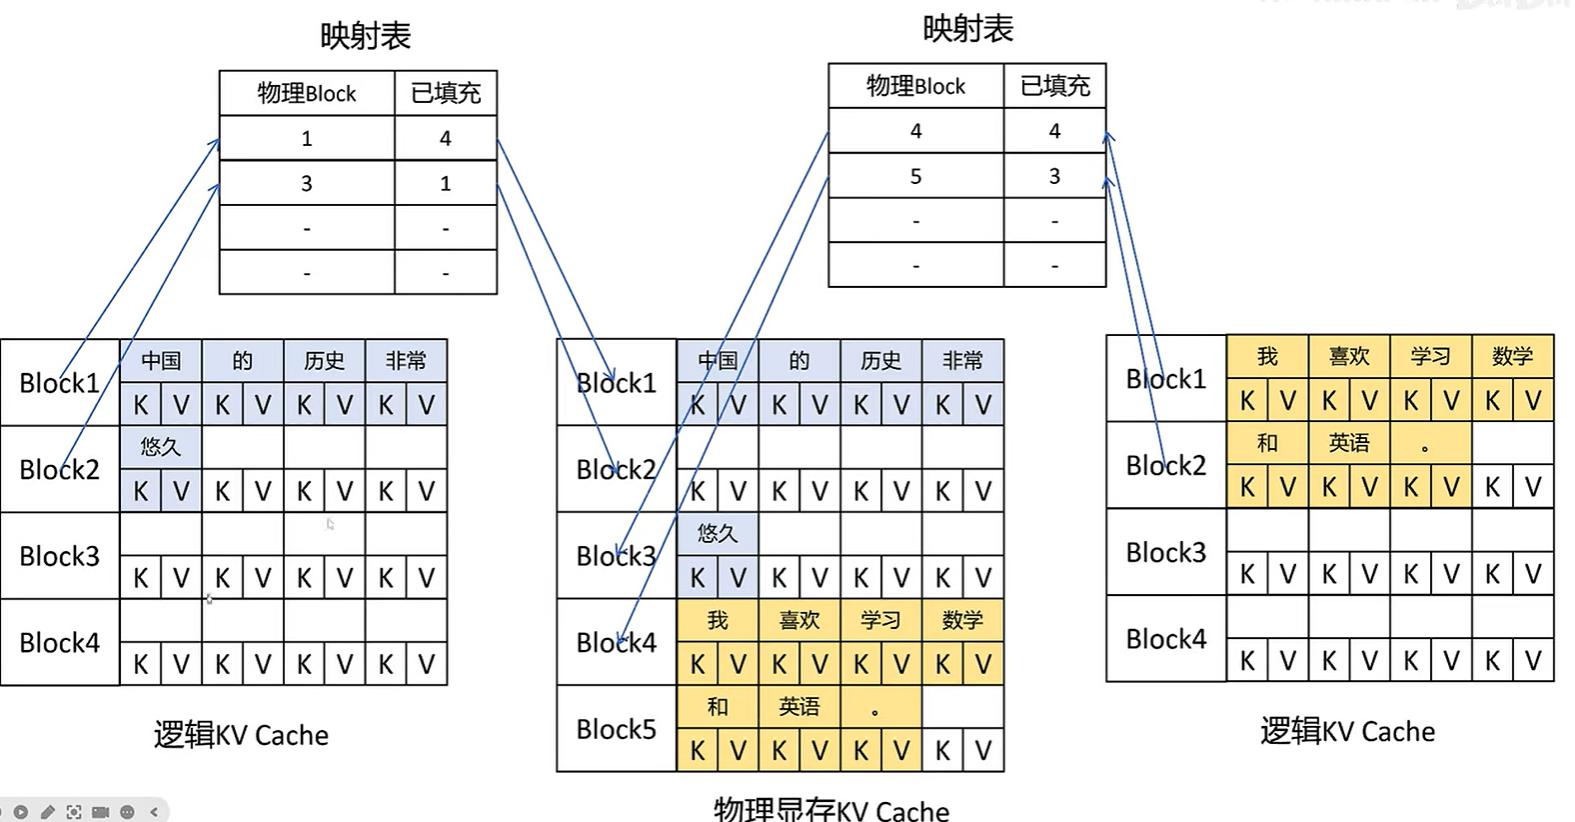 映射表
物理Block 已填充
1 4
3 1
- -
- -
映射表
物理Block 已填充
4 4
5 3
- -
- -
Block1 中国 的 历史 非常
K V K V K V K V
Block2 悠久
K V K V K V K V
Block3
K V K V K V K V
Block4
K V K V K V K V
逻辑KV Cache
Block1 中国 的 历史 非常
K V K V K V K V
Block2
K V K V K V K V
Block3 悠久
K V K V K V K V
Block4 我 喜欢 学习 数学
K V K V K V K V
Block5 和 英语 。
K V K V K V K V
物理显存KV Cache
Block1 我 喜欢 学习 数学
K V K V K V K V
Block2 和 英语 。
K V K V K V K V
Block3
K V K V K V K V
Block4
K V K V K V K V
逻辑KV Cache